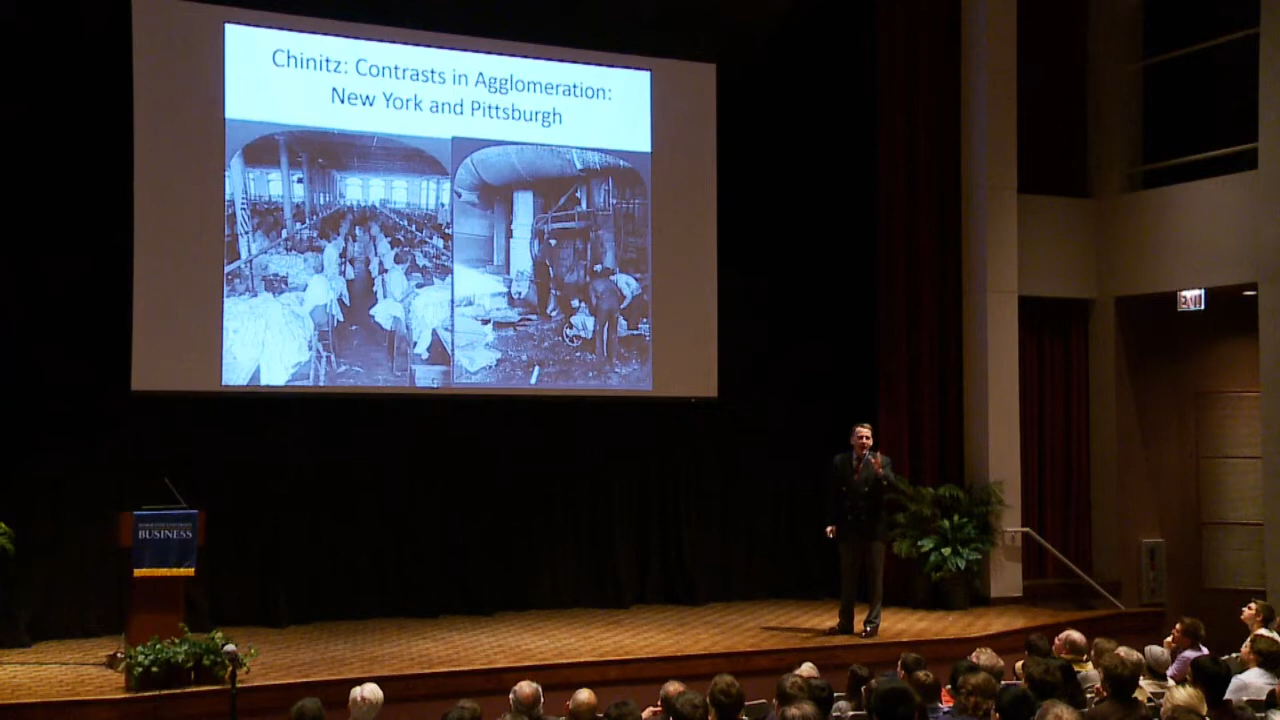 Chinitz: Contrasts in Agglomeration:
New York and Pittsburgh
EXIT
BUSINESS